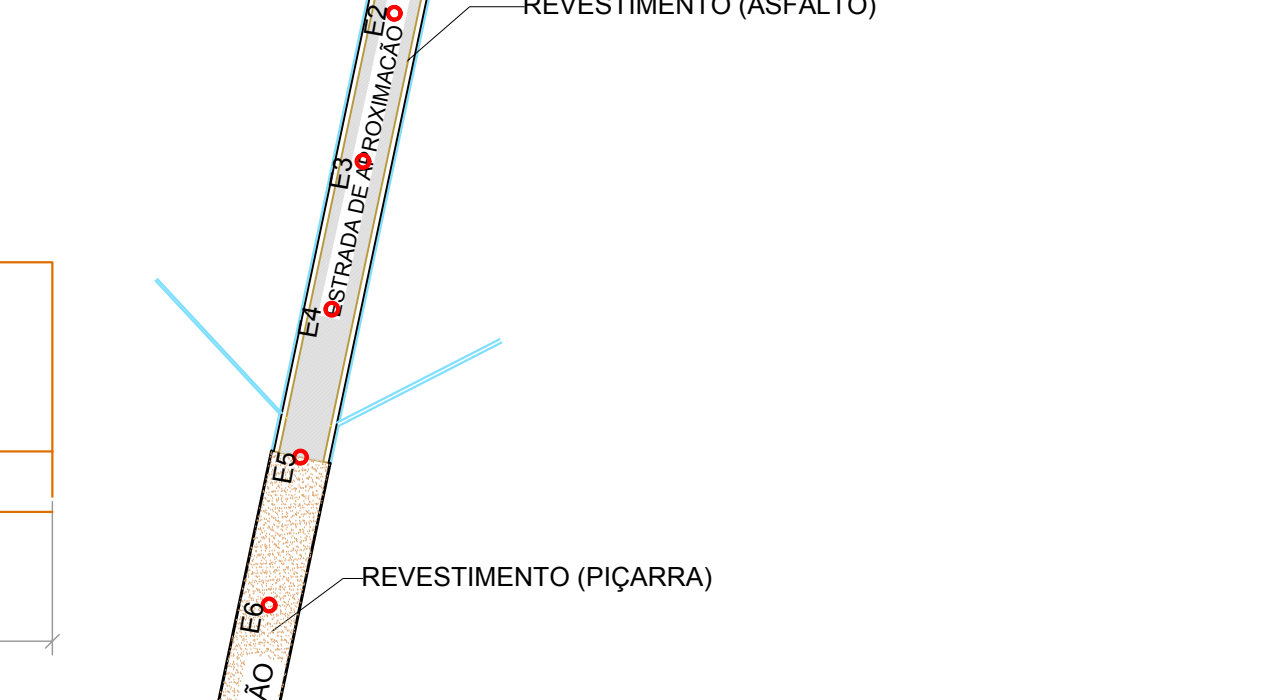 REVESTIMENTO (ASFALTO)
E2
ESTRADA DE APROXIMAÇÃO
E3
E4
E5
REVESTIMENTO (PIÇARRA)
E6
ÃO